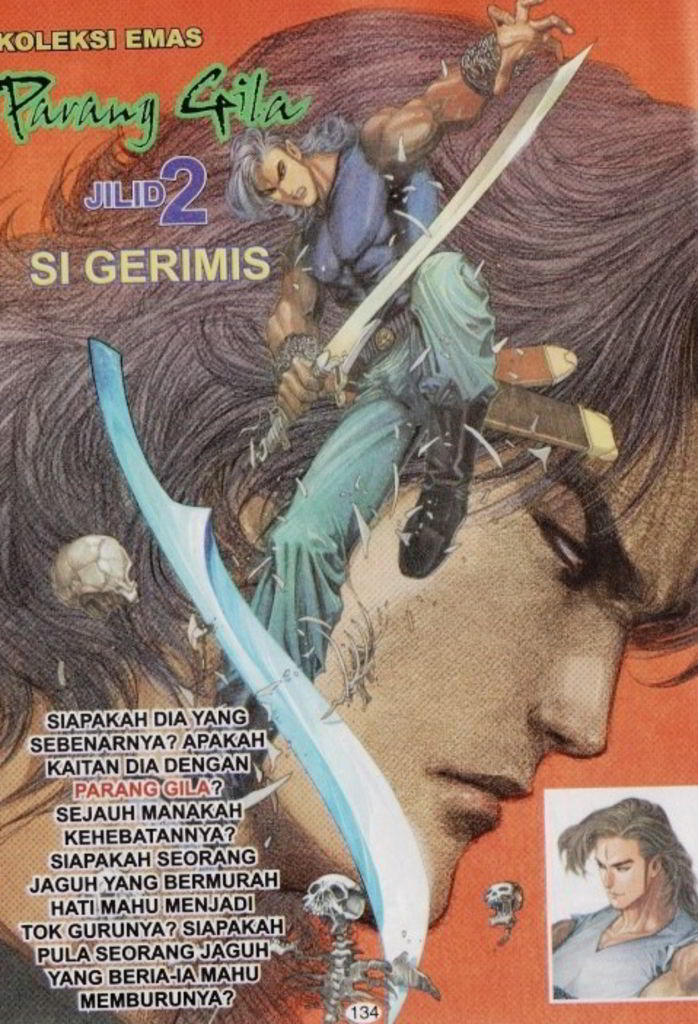 KOLEKSI EMAS
Parang Gila
JILID 2
SI GERIMIS
SIAPAKAH DIA YANG
SEBENARNYA? APAKAH
KAITAN DIA DENGAN
PARANG GILA?
SEJAUH MANAKAH
KEHEBATANNYA?
SIAPAKAH SEORANG
JAGUH YANG BERMURAH
HATI MAHU MENJADI
TOK GURUNYA? SIAPAKAH
PULA SEORANG JAGUH
YANG BERIA-IA MAHU
MEMBURUNYA?
134